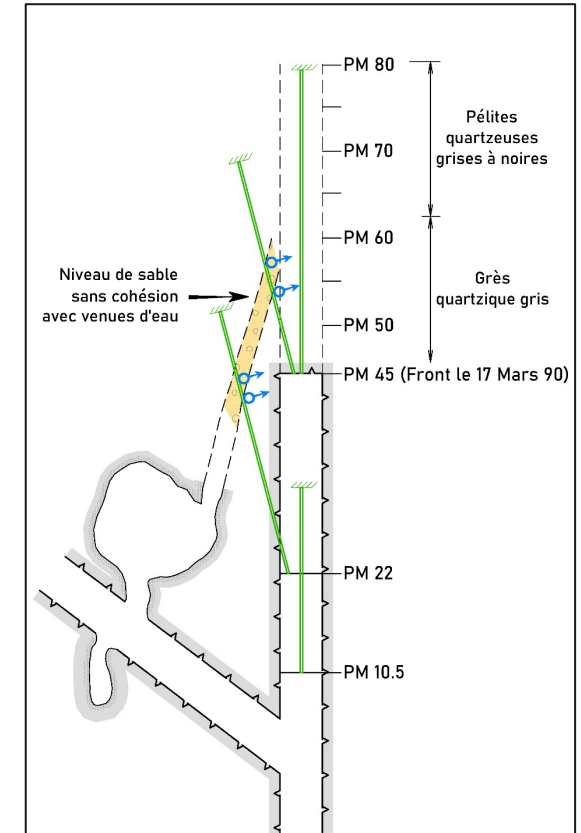 PM 80
Pélites
quartzeuses
grises à noires
PM 70
PM 60
Niveau de sable
sans cohésion
avec venues d'eau
Grès
quartzique gris
PM 50
PM 45 (Front le 17 Mars 90)
PM 22
PM 10.5